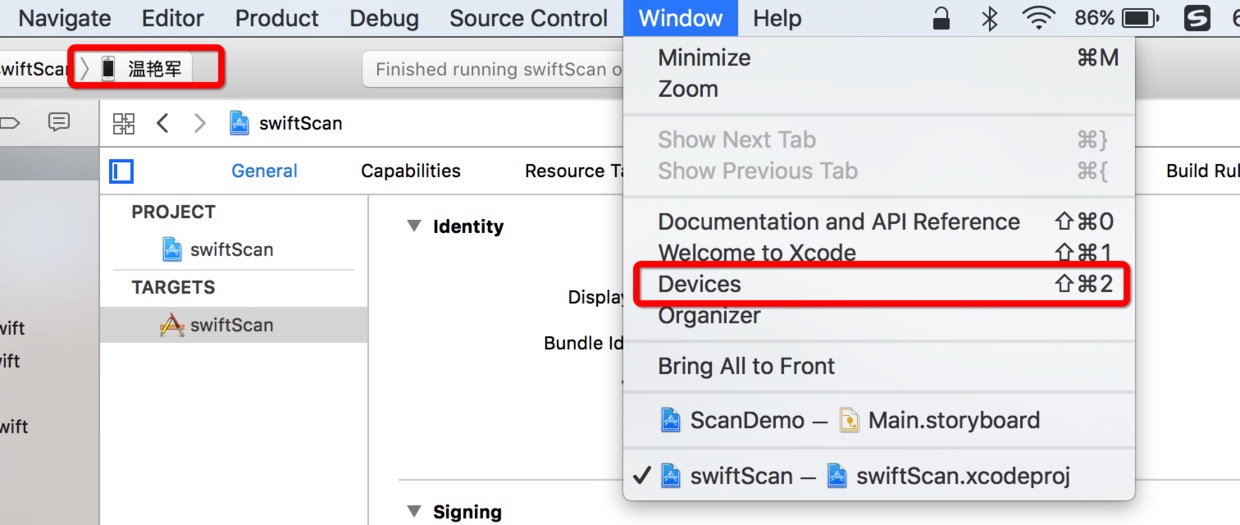 Navigate Editor Product Debug Source Control Window Help 86%
swiftScan 温艳军 Finished running swiftScan o
swiftScan
General Capabilities Resource Ta Build Rul
PROJECT
swiftScan
TARGETS
swiftScan
wift
ift
wift
Identity
Display
Bundle Id
Signing
Minimize ⌘M
Zoom
Show Next Tab ⌘}
Show Previous Tab ⌘{
Documentation and API Reference ⇧⌘0
Welcome to Xcode ⇧⌘1
Devices ⇧⌘2
Organizer
Bring All to Front
ScanDemo — Main.storyboard
✓ swiftScan — swiftScan.xcodeproj